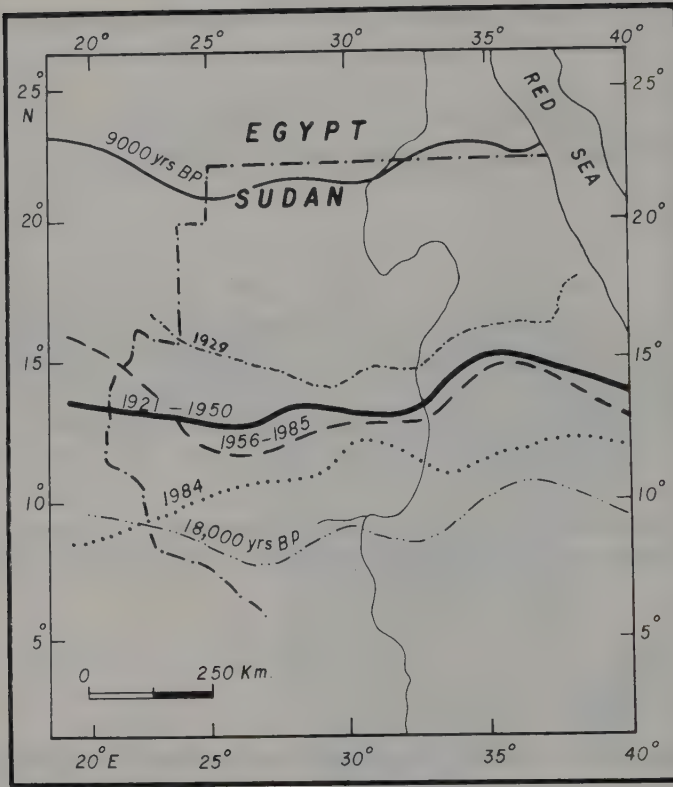 20° 25° 30° 35° 40°
25°
N
25°
RED
SEA
EGYPT
9000 yrs BP
SUDAN
20°
20°
1929
15°
15°
1921-1950
1956-1985
1984
10°
10°
18,000 yrs BP
5°
5°
0 250 Km.
20°E 25° 30° 35° 40°